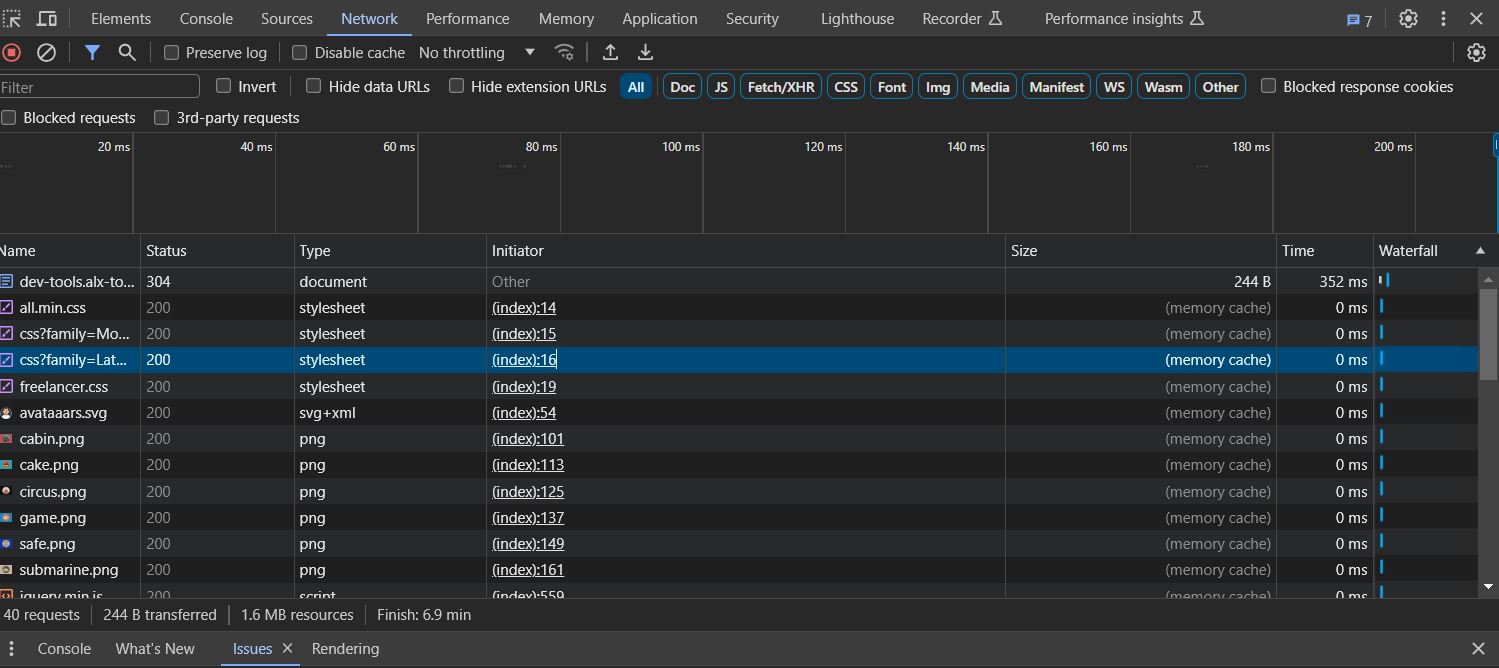 Elements Console Sources Network Performance Memory Application Security Lighthouse Recorder Performance insights 7
Preserve log Disable cache No throttling
Filter Invert Hide data URLs Hide extension URLs All Doc JS Fetch/XHR CSS Font Img Media Manifest WS Wasm Other Blocked response cookies
Blocked requests 3rd-party requests
20 ms 40 ms 60 ms 80 ms 100 ms 120 ms 140 ms 160 ms 180 ms 200 ms
Name Status Type Initiator Size Time Waterfall
dev-tools.alx-to... 304 document Other 244 B 352 ms
all.min.css 200 stylesheet (index):14 (memory cache) 0 ms
css?family=Mo... 200 stylesheet (index):15 (memory cache) 0 ms
css?family=Lat... 200 stylesheet (index):16 (memory cache) 0 ms
freelancer.css 200 stylesheet (index):19 (memory cache) 0 ms
avataaars.svg 200 svg+xml (index):54 (memory cache) 0 ms
cabin.png 200 png (index):101 (memory cache) 0 ms
cake.png 200 png (index):113 (memory cache) 0 ms
circus.png 200 png (index):125 (memory cache) 0 ms
game.png 200 png (index):137 (memory cache) 0 ms
safe.png 200 png (index):149 (memory cache) 0 ms
submarine.png 200 png (index):161 (memory cache) 0 ms
jquery.min.js 200 script (index):559 (memory cache) 0 ms
40 requests 244 B transferred 1.6 MB resources Finish: 6.9 min
Console What's New Issues Rendering